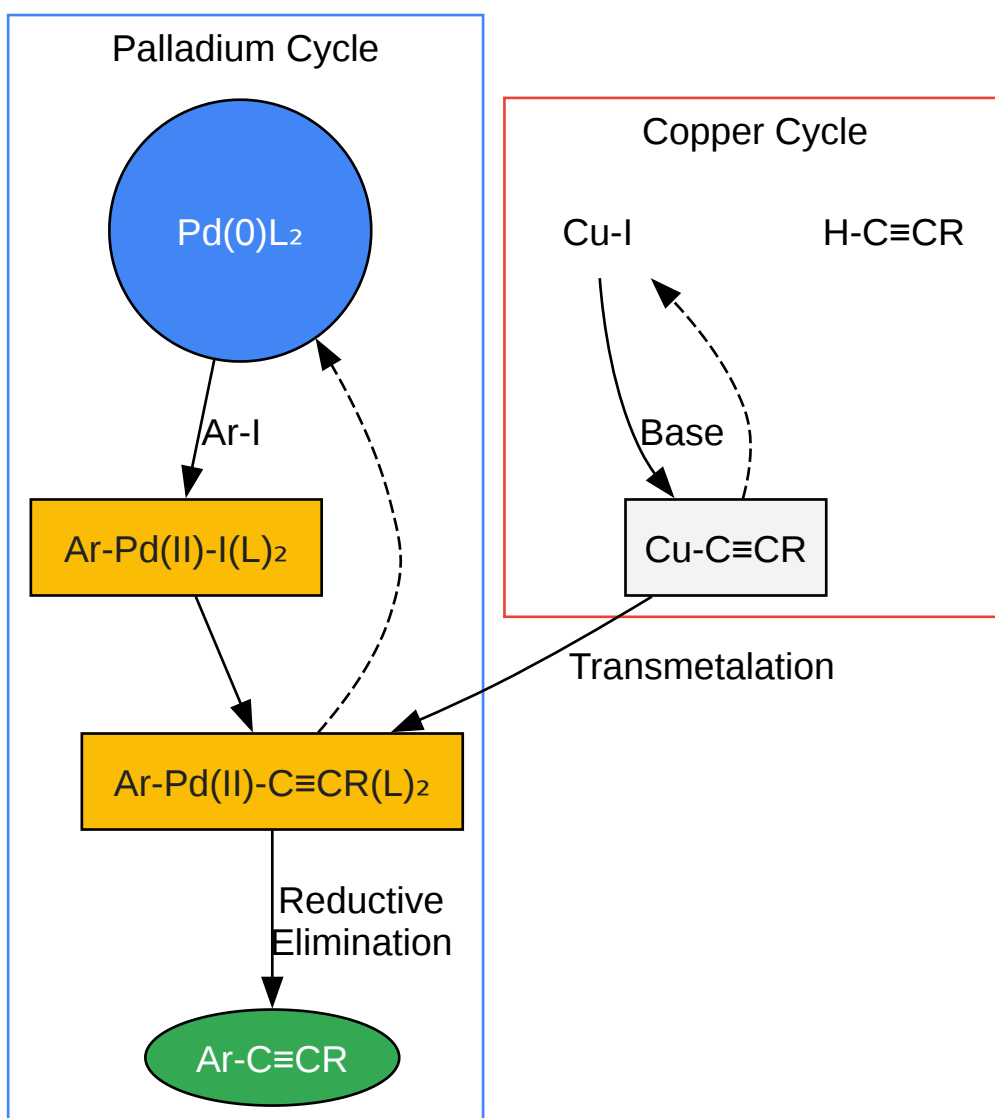 Palladium Cycle
Pd(0)L₂
Ar-I
Ar-Pd(II)-I(L)₂
Ar-Pd(II)-C≡CR(L)₂
Reductive
Elimination
Ar-C≡CR
Copper Cycle
Cu-I
H-C≡CR
Base
Cu-C≡CR
Transmetalation